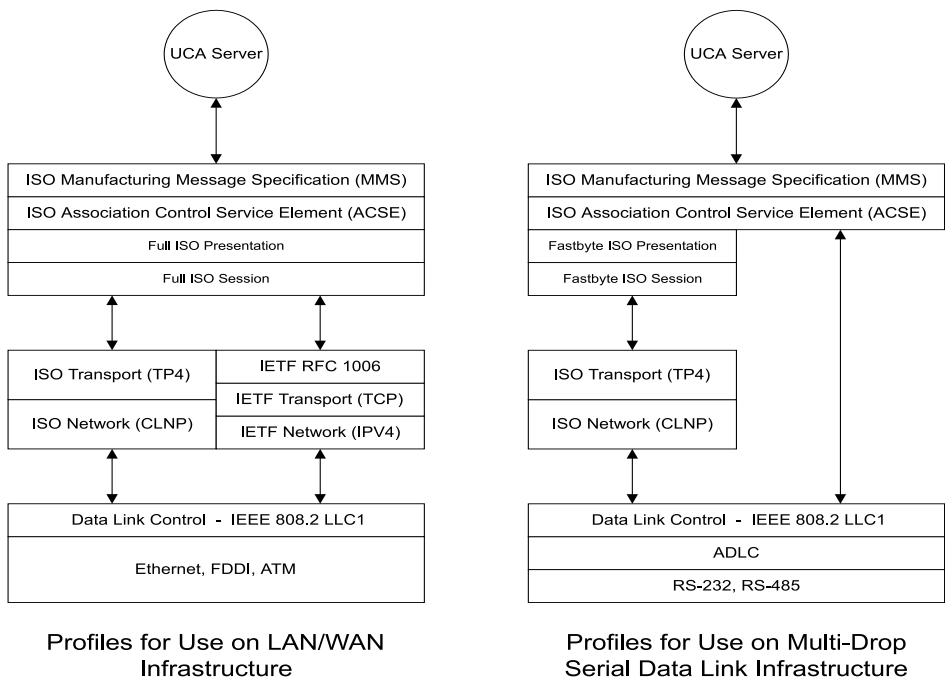 UCA Server
ISO Manufacturing Message Specification (MMS)
ISO Association Control Service Element (ACSE)
Full ISO Presentation
Full ISO Session
ISO Transport (TP4)
ISO Network (CLNP)
IETF RFC 1006
IETF Transport (TCP)
IETF Network (IPV4)
Data Link Control - IEEE 808.2 LLC1
Ethernet, FDDI, ATM
Profiles for Use on LAN/WAN
Infrastructure
UCA Server
ISO Manufacturing Message Specification (MMS)
ISO Association Control Service Element (ACSE)
Fastbyte ISO Presentation
Fastbyte ISO Session
ISO Transport (TP4)
ISO Network (CLNP)
Data Link Control - IEEE 808.2 LLC1
ADLC
RS-232, RS-485
Profiles for Use on Multi-Drop
Serial Data Link Infrastructure